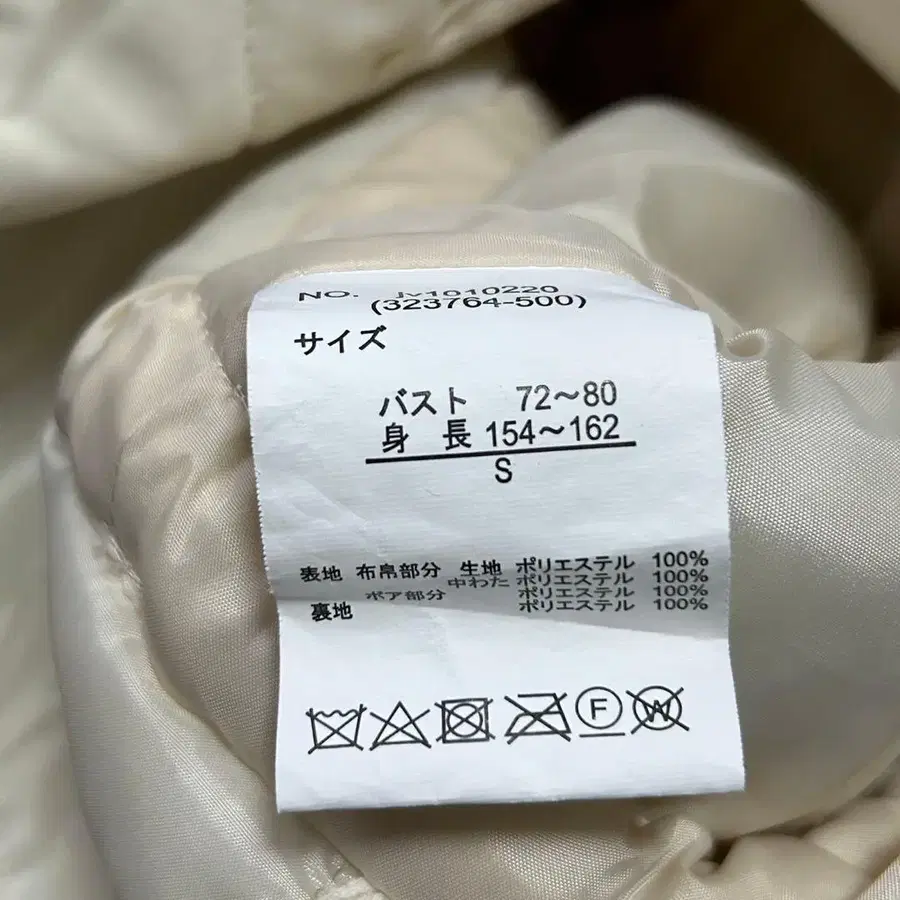 NO. jv1010220
(323764-500)
サイズ
バスト 72～80
身 長 154～162
S
表地 布帛部分 生地 ポリエステル 100%
中わた ポリエステル 100%
ボア部分 ポリエステル 100%
裏地 ポリエステル 100%
F W